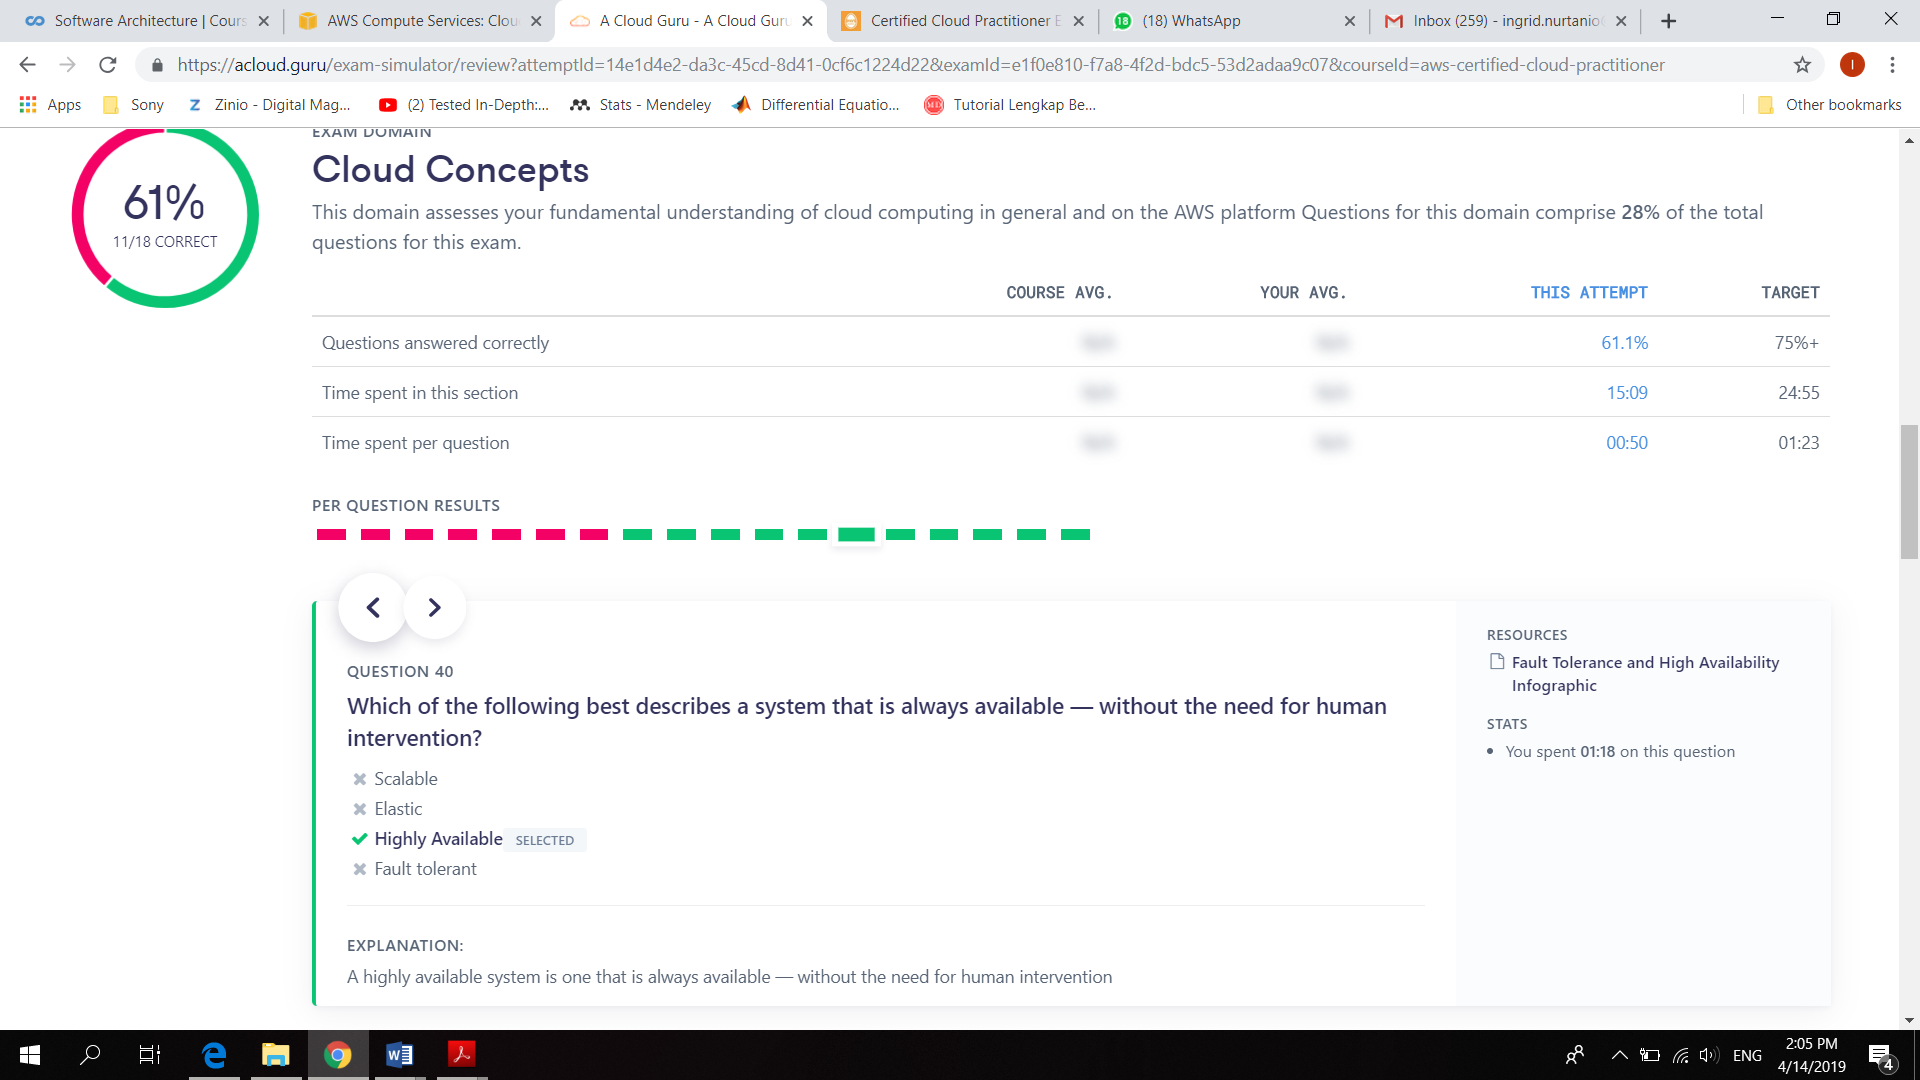 Software Architecture | Cours
AWS Compute Services: Clou
A Cloud Guru - A Cloud Guru
Certified Cloud Practitioner E
18 (18) WhatsApp
Inbox (259) - ingrid.nurtanio
https://acloud.guru/exam-simulator/review?attemptId=14e1d4e2-da3c-45cd-8d41-0cf6c1224d22&examId=e1f0e810-f7a8-4f2d-bdc5-53d2adaa9c07&courseId=aws-certified-cloud-practitioner
I
Apps
Sony
Z Zinio - Digital Mag...
(2) Tested In-Depth:...
Stats - Mendeley
Differential Equatio...
Tutorial Lengkap Be...
Other bookmarks
61%
11/18 CORRECT
EXAM DOMAIN
Cloud Concepts
This domain assesses your fundamental understanding of cloud computing in general and on the AWS platform Questions for this domain comprise 28% of the total
questions for this exam.
COURSE AVG. YOUR AVG. THIS ATTEMPT TARGET
Questions answered correctly 61.1% 75%+
Time spent in this section 15:09 24:55
Time spent per question 00:50 01:23
PER QUESTION RESULTS
QUESTION 40
Which of the following best describes a system that is always available — without the need for human
intervention?
Scalable
Elastic
Highly Available SELECTED
Fault tolerant
EXPLANATION:
A highly available system is one that is always available — without the need for human intervention
RESOURCES
Fault Tolerance and High Availability
Infographic
STATS
• You spent 01:18 on this question
ENG
2:05 PM
4/14/2019
4